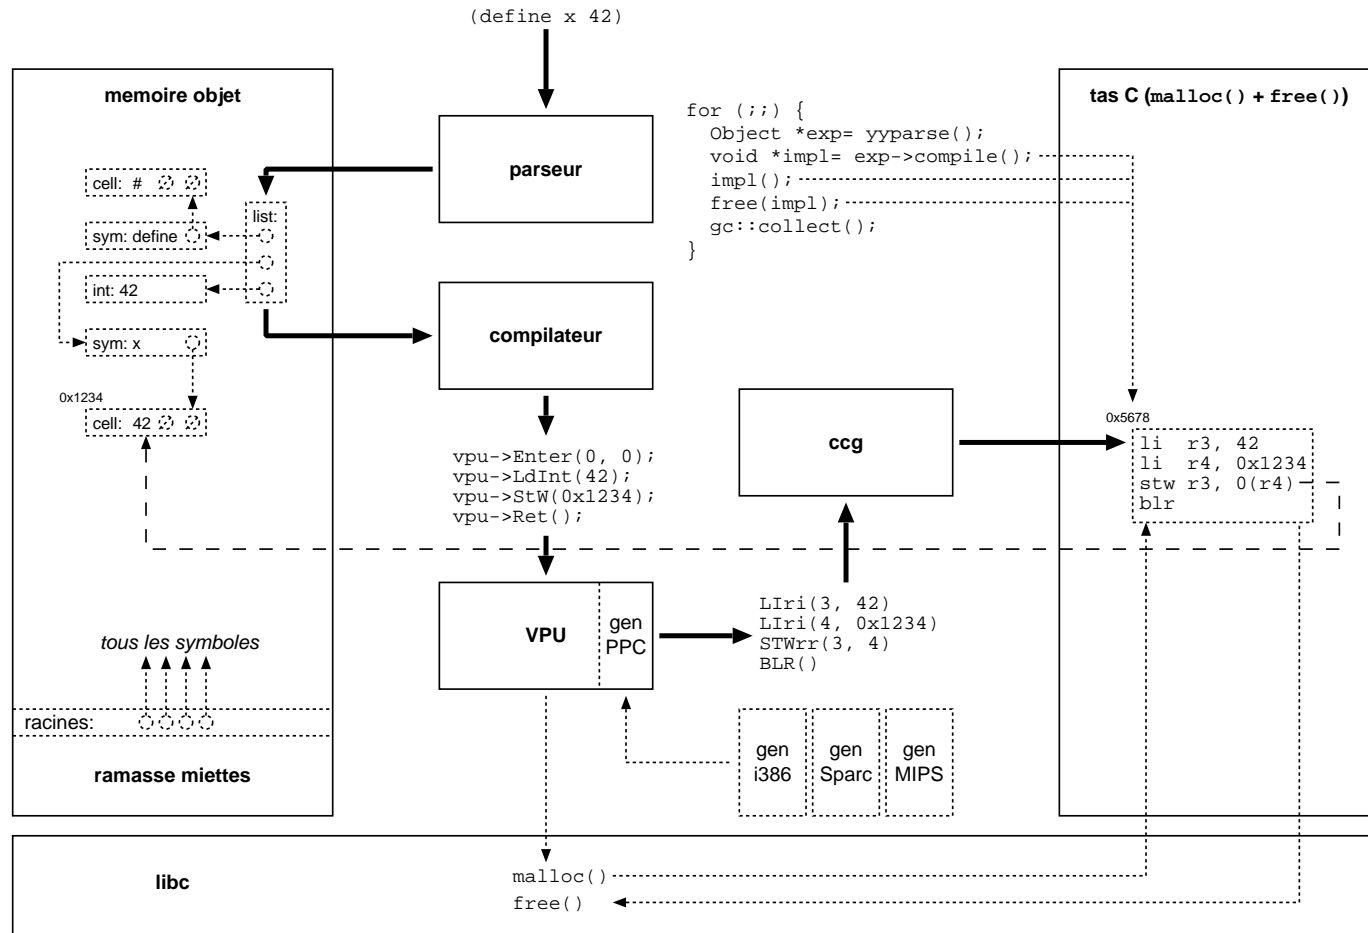 (define x 42)
memoire objet
cell: #
sym: define
list:
int: 42
sym: x
0x1234
cell: 42
tous les symboles
racines:
ramasse miettes
parseur
compilateur
vpu->Enter(0, 0);
vpu->LdInt(42);
vpu->StW(0x1234);
vpu->Ret();
VPU
gen
PPC
for (;;) {
Object *exp= yyparse();
void *impl= exp->compile();
impl();
free(impl);
gc::collect();
}
ccg
LIri(3, 42)
LIri(4, 0x1234)
STWrr(3, 4)
BLR()
gen
i386
gen
Sparc
gen
MIPS
tas C (malloc() + free())
0x5678
li r3, 42
li r4, 0x1234
stw r3, 0(r4)
blr
libc
malloc()
free()